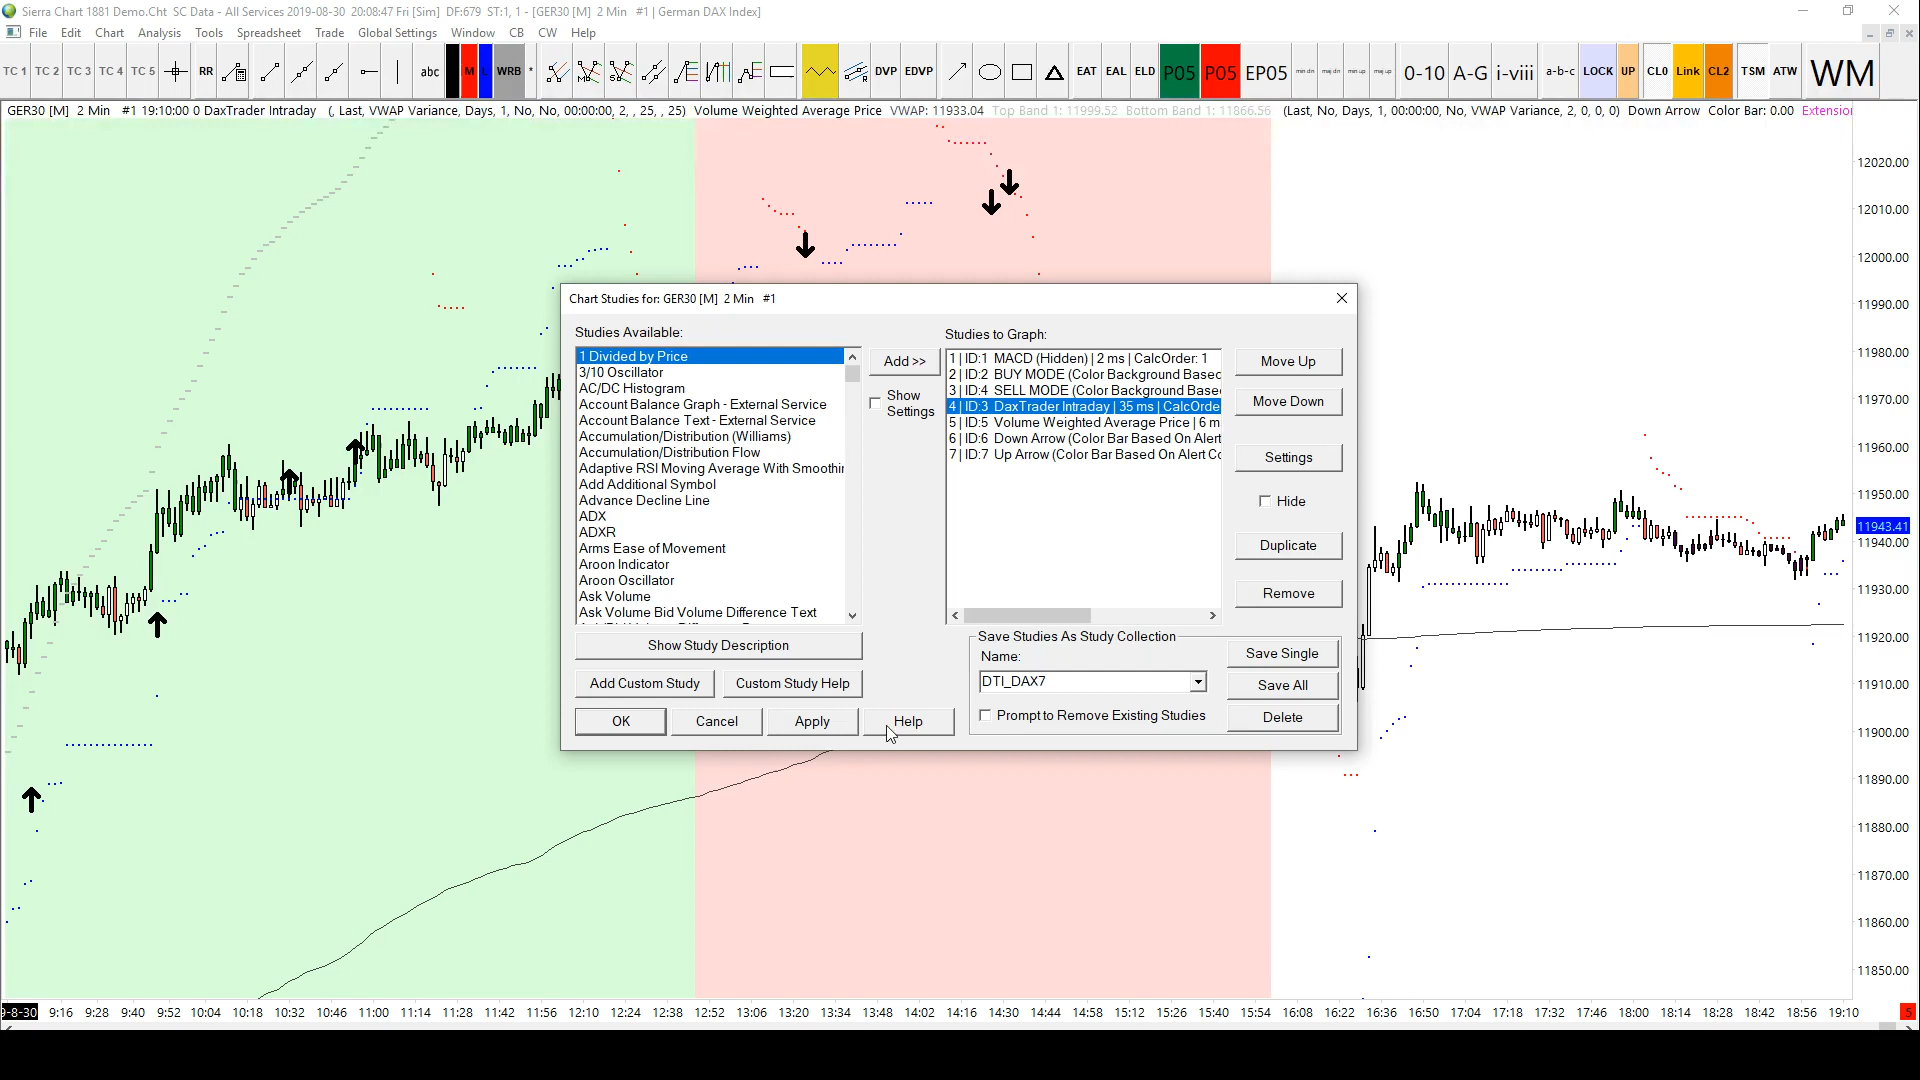 Sierra Chart 1881 Demo.Cht SC Data - All Services 2019-08-30 20:08:47 Fri [Sim] DF:679 ST:1, 1 - [GER30 [M] 2 Min #1 | German DAX Index]
File Edit Chart Analysis Tools Spreadsheet Trade Global Settings Window CB CW Help
TC 1 TC 2 TC 3 TC 4 TC 5 RR abc M L WRB * DVP EDVP EAT EAL ELD P05 P05 EP05 min dn maj dn min up maj up 0-10 A-G i-viii a-b-c LOCK UP CL0 Link CL2 TSM ATW WM
GER30 [M] 2 Min #1 19:10:00 0 DaxTrader Intraday (, Last, VWAP Variance, Days, 1, No, No, 00:00:00, 2, , 25, , 25) Volume Weighted Average Price VWAP: 11933.04 Top Band 1: 11999.52 Bottom Band 1: 11866.56 (Last, No, Days, 1, 00:00:00, No, VWAP Variance, 2, 0, 0, 0) Down Arrow Color Bar: 0.00 Extensio
12020.00
12010.00
12000.00
11990.00
11980.00
11970.00
11960.00
11950.00
11943.41
11940.00
11930.00
11920.00
11910.00
11900.00
11890.00
11880.00
11870.00
11860.00
11850.00
Chart Studies for: GER30 [M] 2 Min #1
Studies Available:
1 Divided by Price
3/10 Oscillator
AC/DC Histogram
Account Balance Graph - External Service
Account Balance Text - External Service
Accumulation/Distribution (Williams)
Accumulation/Distribution Flow
Adaptive RSI Moving Average With Smoothin
Add Additional Symbol
Advance Decline Line
ADX
ADXR
Arms Ease of Movement
Aroon Indicator
Aroon Oscillator
Ask Volume
Ask Volume Bid Volume Difference Text
Add >>
Show Settings
Studies to Graph:
1 | ID:1 MACD (Hidden) | 2 ms | CalcOrder: 1
2 | ID:2 BUY MODE (Color Background Basec
3 | ID:4 SELL MODE (Color Background Base
4 | ID:3 DaxTrader Intraday | 35 ms | CalcOrde
5 | ID:5 Volume Weighted Average Price | 6 m
6 | ID:6 Down Arrow (Color Bar Based On Alert
7 | ID:7 Up Arrow (Color Bar Based On Alert Co
Move Up
Move Down
Settings
Hide
Duplicate
Remove
Show Study Description
Add Custom Study Custom Study Help
OK Cancel Apply Help
Save Studies As Study Collection
Name:
DTI_DAX7
Prompt to Remove Existing Studies
Save Single
Save All
Delete
9-8-30 9:16 9:28 9:40 9:52 10:04 10:18 10:32 10:46 11:00 11:14 11:28 11:42 11:56 12:10 12:24 12:38 12:52 13:06 13:20 13:34 13:48 14:02 14:16 14:30 14:44 14:58 15:12 15:26 15:40 15:54 16:08 16:22 16:36 16:50 17:04 17:18 17:32 17:46 18:00 18:14 18:28 18:42 18:56 19:10
5